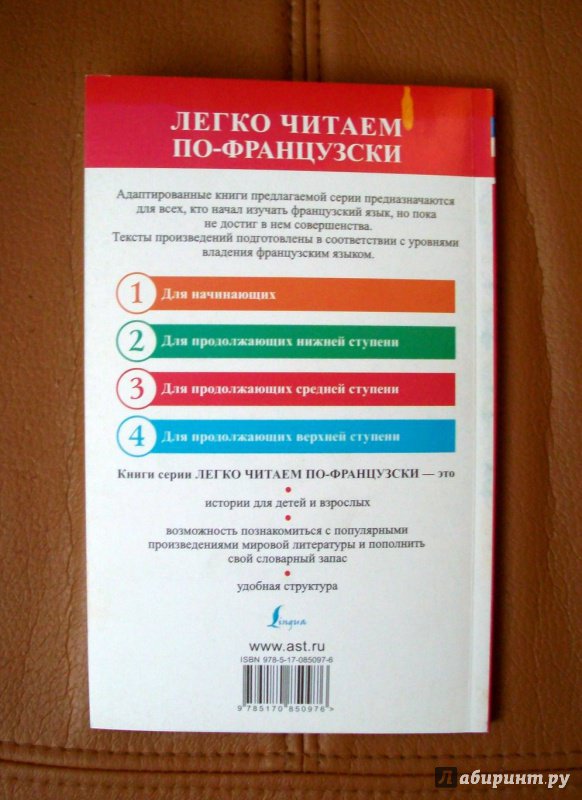 ЛЕГКО ЧИТАЕМ
ПО-ФРАНЦУЗСКИ
Адаптированные книги предлагаемой серии предназначаются
для всех, кто начал изучать французский язык, но пока
не достиг в нем совершенства.
Тексты произведений подготовлены в соответствии с уровнями
владения французским языком.
1 Для начинающих
2 Для продолжающих нижней ступени
3 Для продолжающих средней ступени
4 Для продолжающих верхней ступени
Книги серии ЛЕГКО ЧИТАЕМ ПО-ФРАНЦУЗСКИ — это
•
истории для детей и взрослых
•
возможность познакомиться с популярными
произведениями мировой литературы и пополнить
свой словарный запас
•
удобная структура
Lingua
www.ast.ru
ISBN 978-5-17-085097-6
9 785170 850976 >
Лабиринт.ру